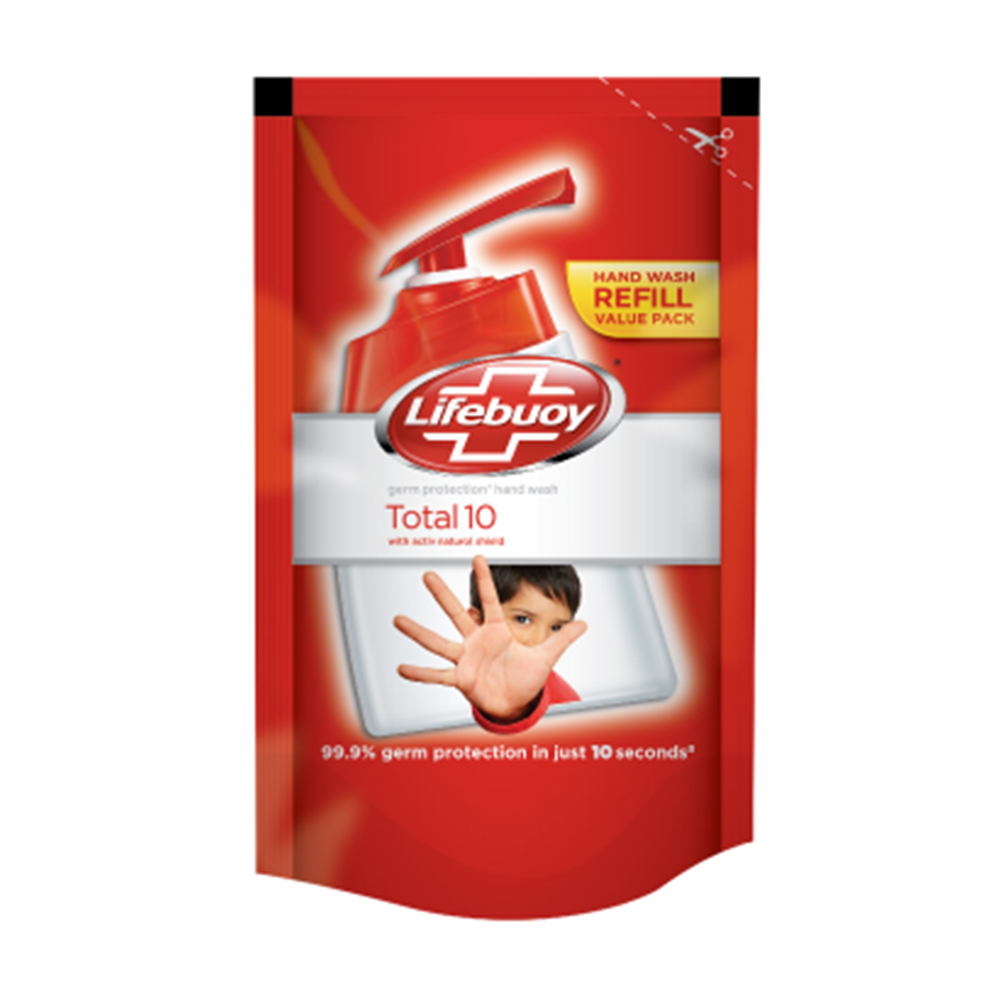 HAND WASH
REFILL
VALUE PACK
Lifebuoy
germ protection* hand wash
Total 10
with activ natural shield
99.9% germ protection in just 10 seconds*